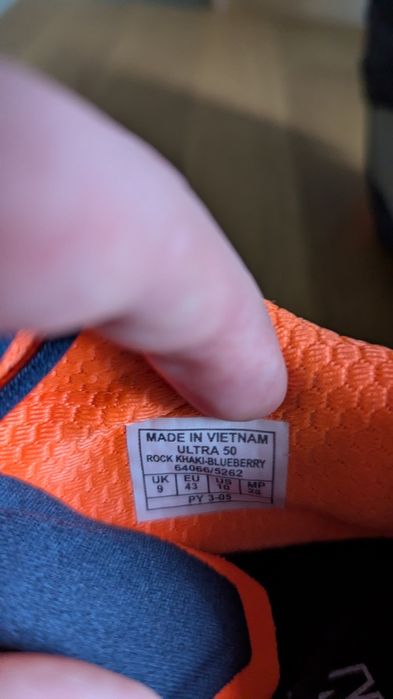 MADE IN VIETNAM
ULTRA 50
ROCK KHAKI-BLUEBERRY
64066/5262
UK EU US MP
9 43 10 28
PY 3-05